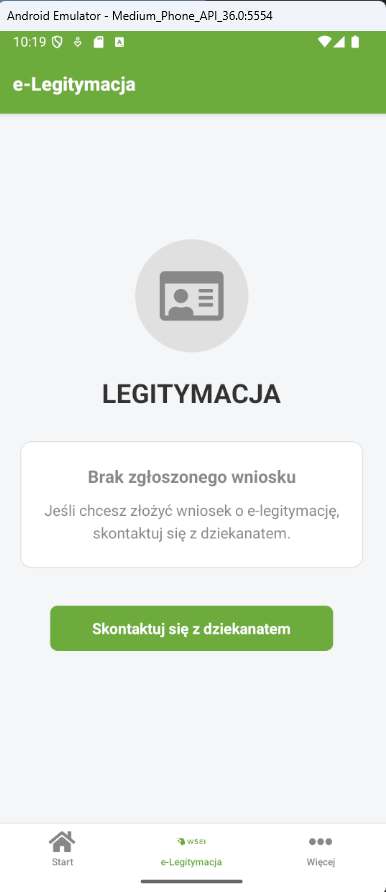 Android Emulator - Medium_Phone_API_36.0:5554
10:19
A
e-Legitymacja
LEGITYMACJA
Brak zgłoszonego wniosku
Jeśli chcesz złożyć wniosek o e-legitymację,
skontaktuj się z dziekanatem.
Skontaktuj się z dziekanatem
WSEI
Start
e-Legitymacja
Więcej